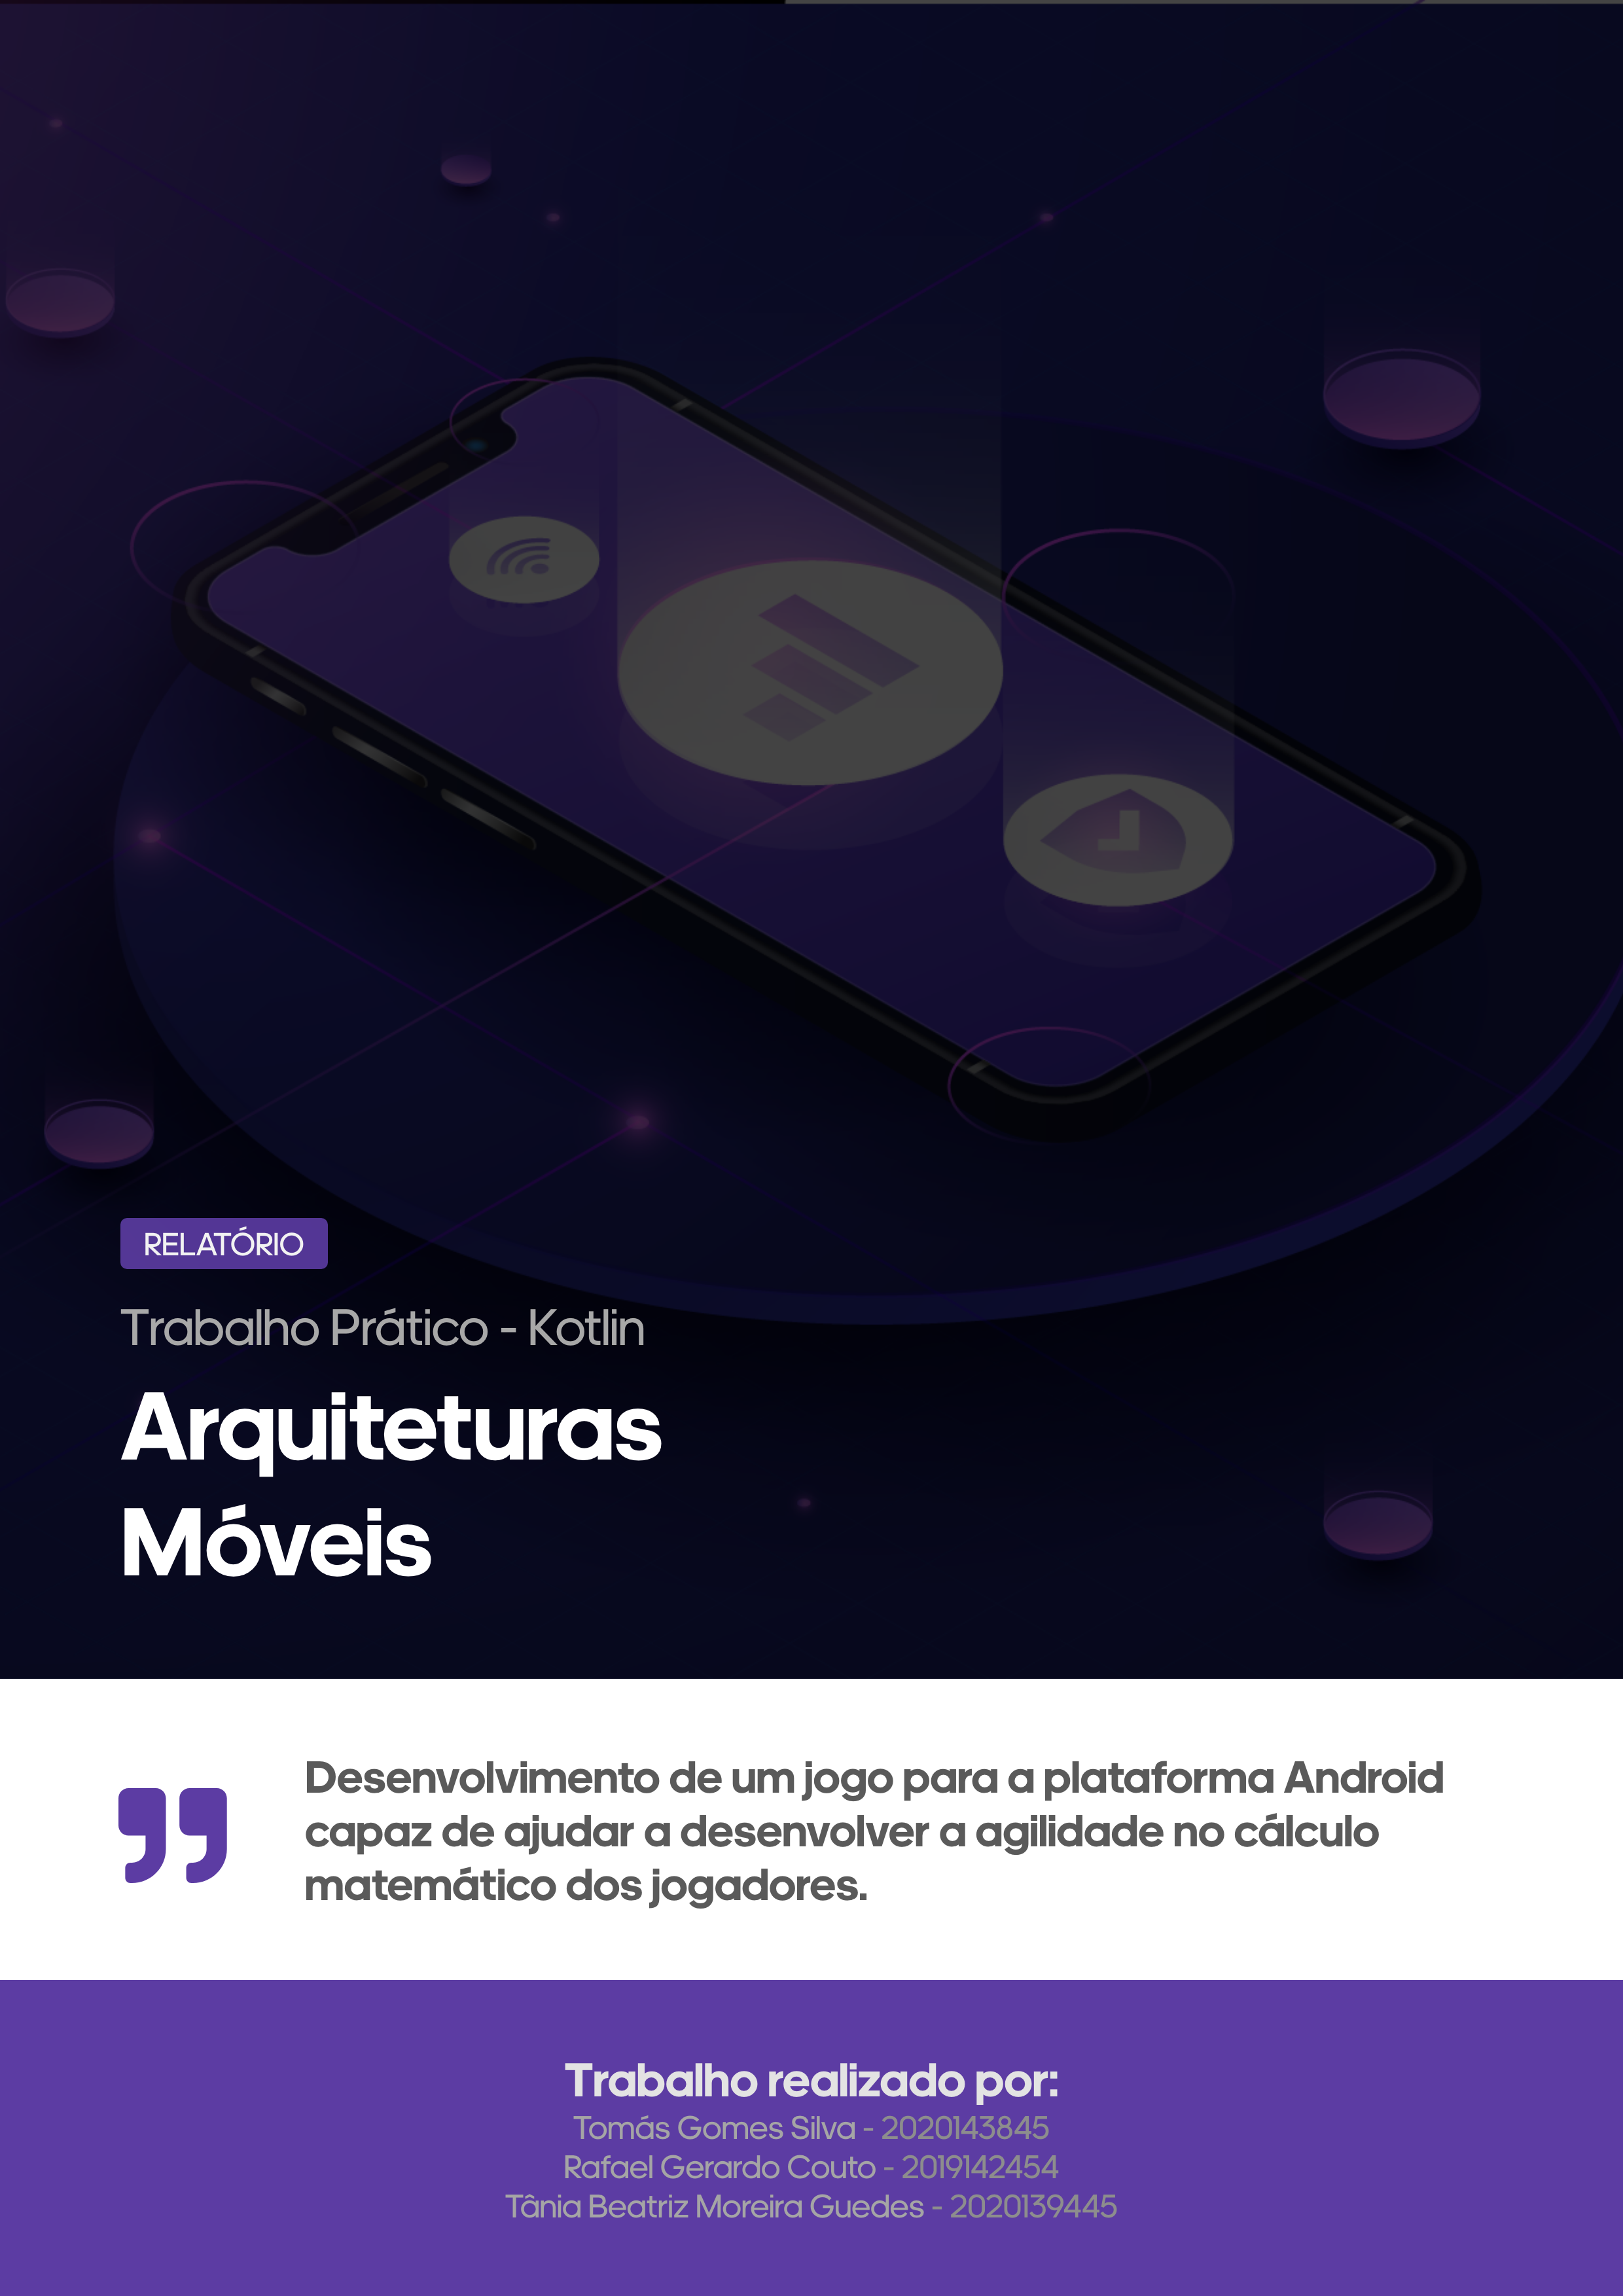 RELATÓRIO
Trabalho Prático - Kotlin
Arquiteturas
Móveis
Desenvolvimento de um jogo para a plataforma Android
capaz de ajudar a desenvolver a agilidade no cálculo
matemático dos jogadores.
Trabalho realizado por:
Tomás Gomes Silva - 2020143845
Rafael Gerardo Couto - 2019142454
Tânia Beatriz Moreira Guedes - 2020139445